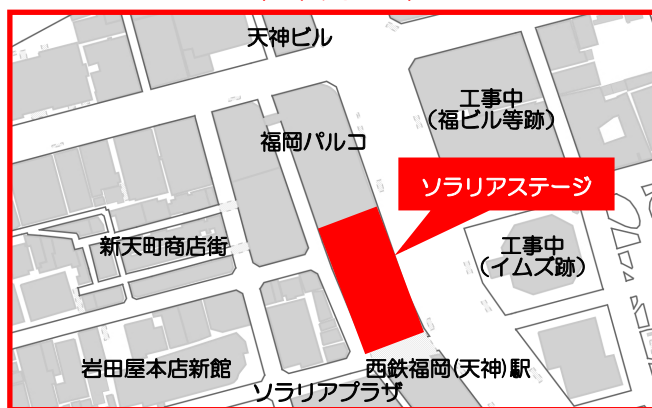 天神ビル
工事中
（福ビル等跡）
福岡パルコ
ソラリアステージ
新天町商店街
工事中
（イムズ跡）
岩田屋本店新館
西鉄福岡(天神)駅
ソラリアプラザ